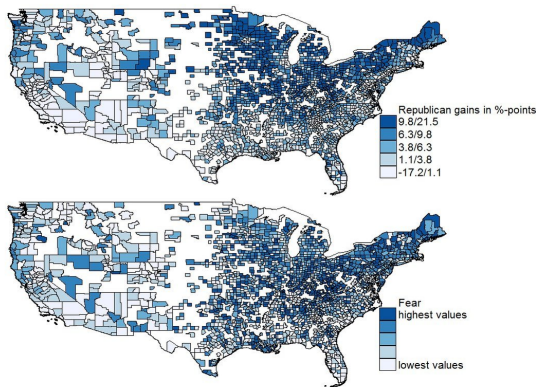 Republican gains in %-points
9.8/21.5
6.3/9.8
3.8/6.3
1.1/3.8
-17.2/1.1
Fear
highest values
lowest values